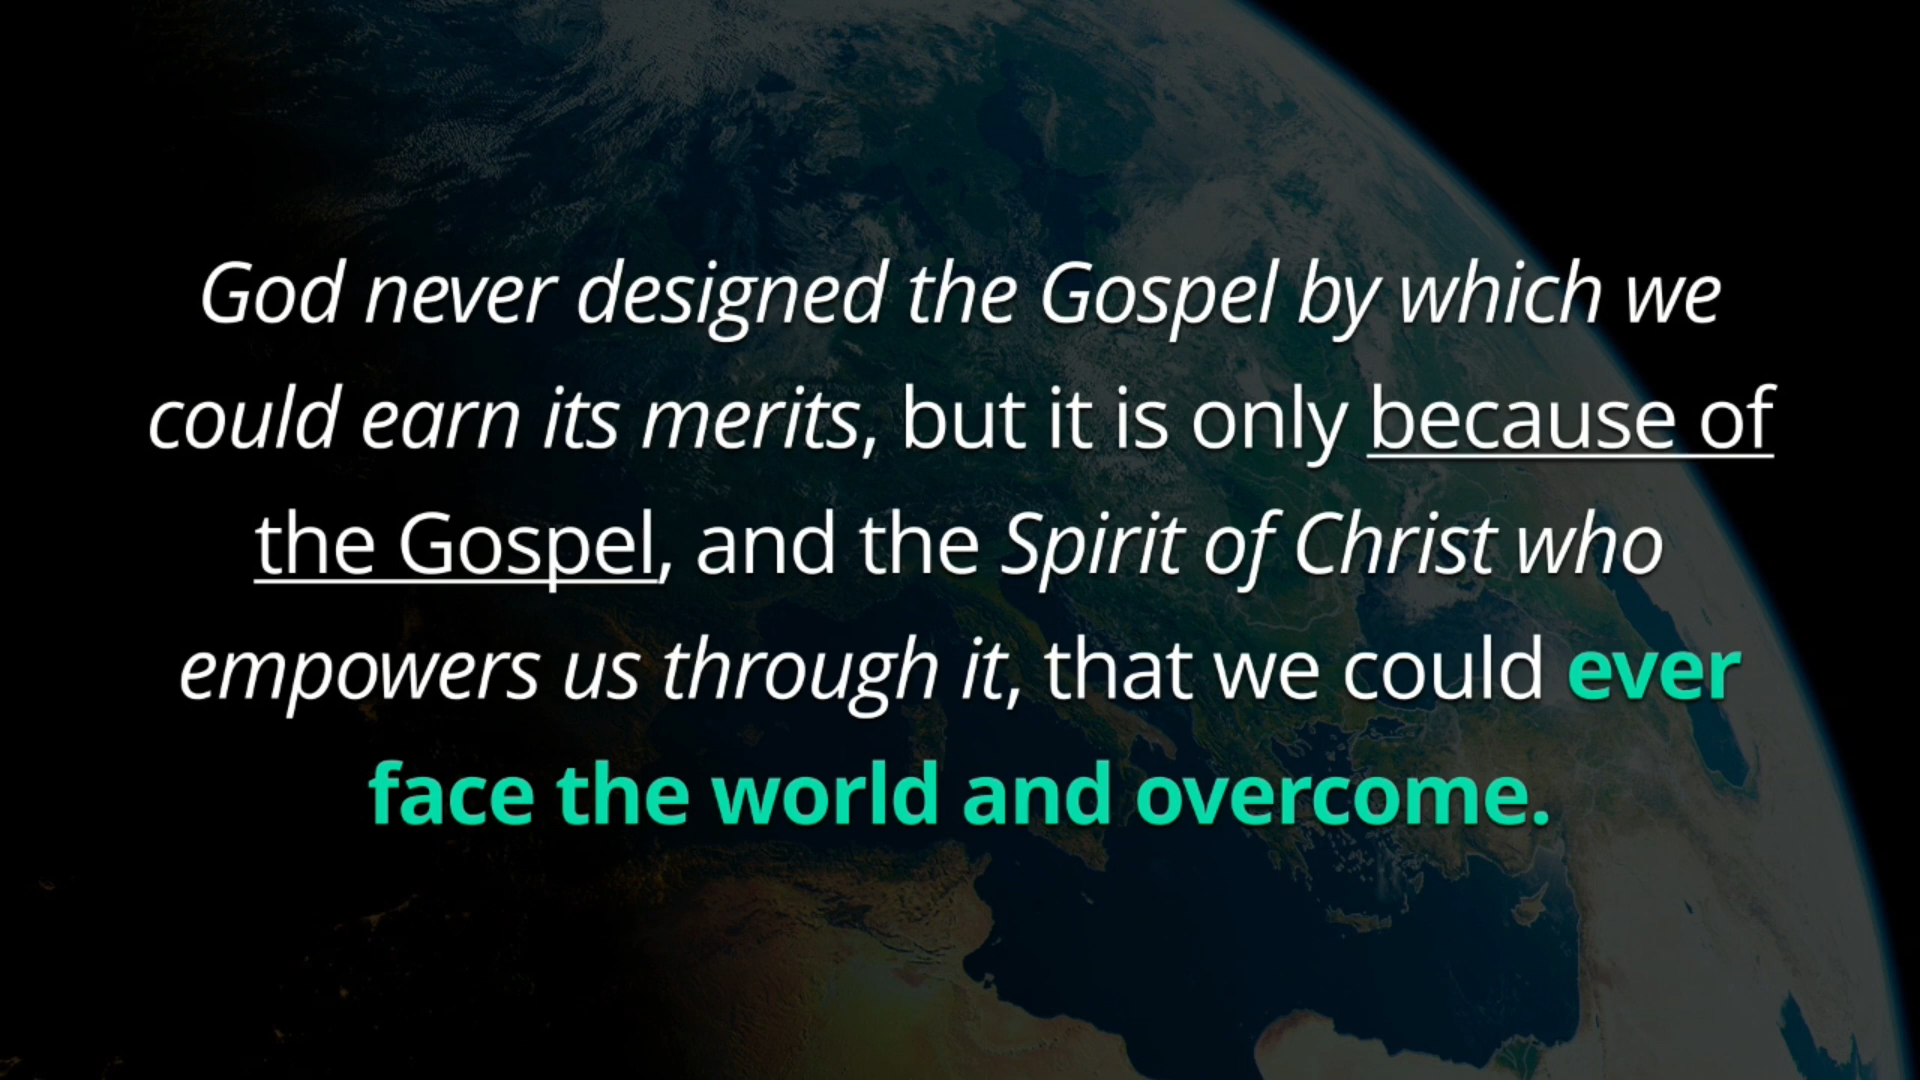 God never designed the Gospel by which we
could earn its merits, but it is only because of
the Gospel, and the Spirit of Christ who
empowers us through it, that we could ever
face the world and overcome.